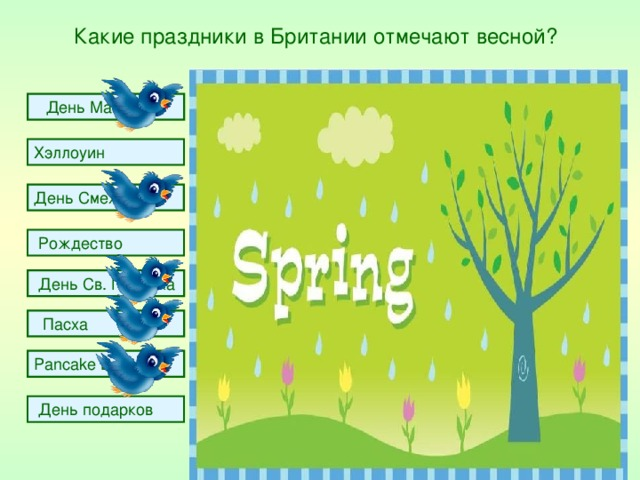 Какие праздники в Британии отмечают весной?
День Ма
Хэллоуин
День Сме
Рождество
День Св. П
Пасха
Pancake
День подарков
Spring